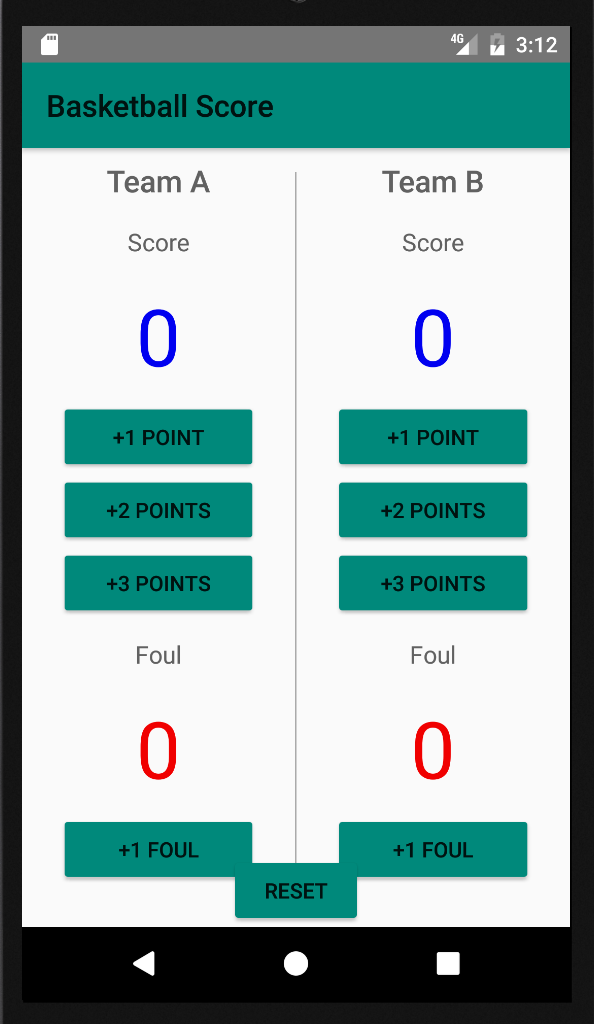 4G 3:12
Basketball Score
Team A
Score
0
+1 POINT
+2 POINTS
+3 POINTS
Foul
0
+1 FOUL
Team B
Score
0
+1 POINT
+2 POINTS
+3 POINTS
Foul
0
+1 FOUL
RESET